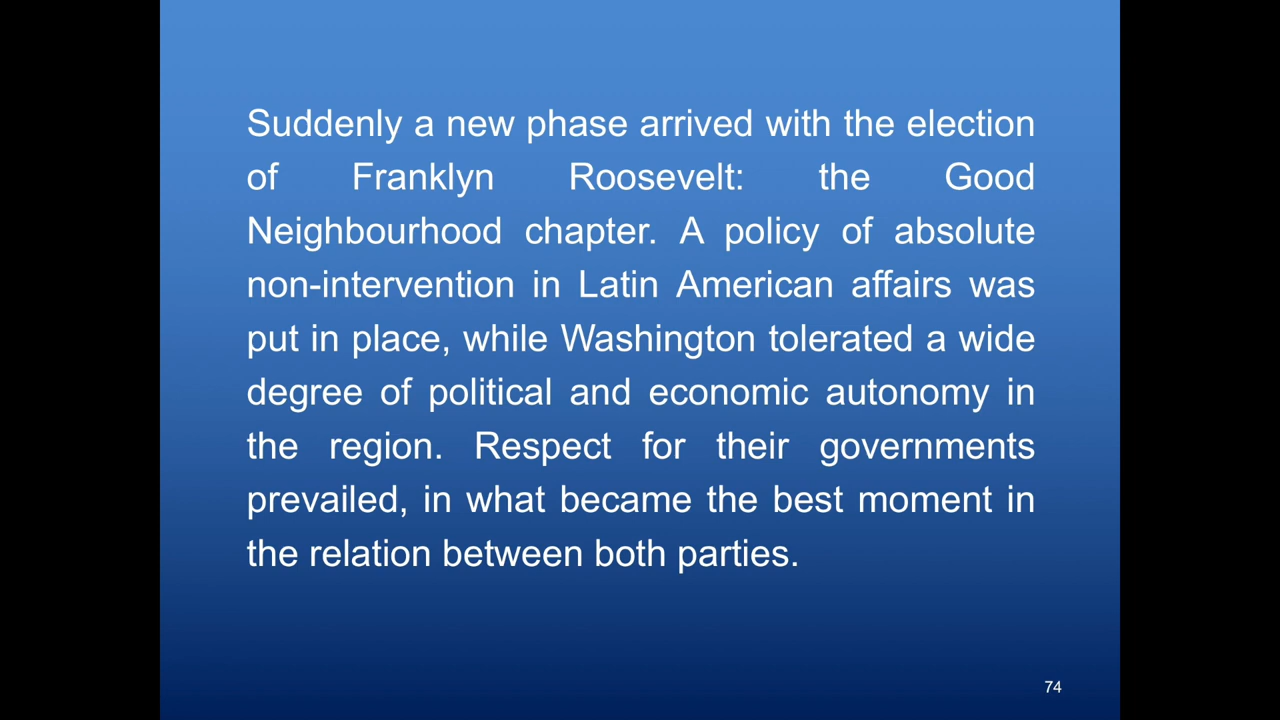 Suddenly a new phase arrived with the election
of Franklyn Roosevelt: the Good
Neighbourhood chapter. A policy of absolute
non-intervention in Latin American affairs was
put in place, while Washington tolerated a wide
degree of political and economic autonomy in
the region. Respect for their governments
prevailed, in what became the best moment in
the relation between both parties.
74